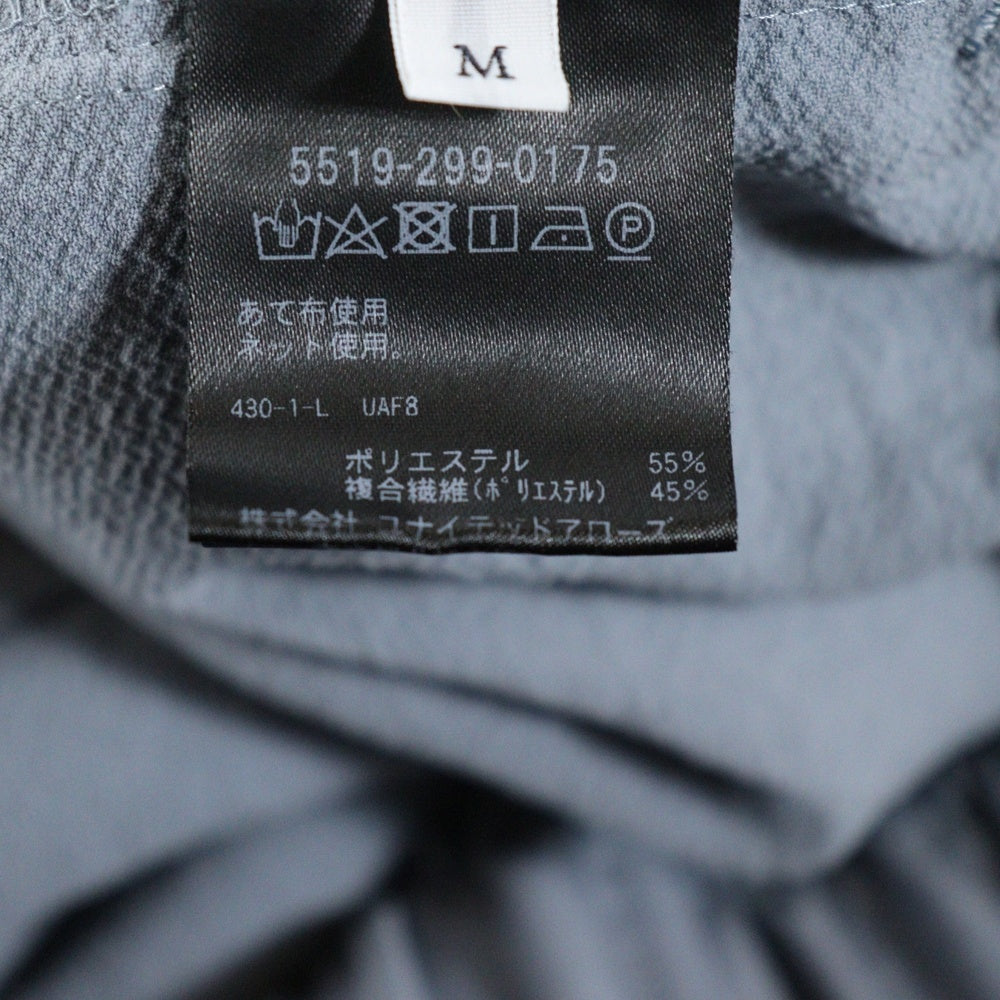 M
5519-299-0175
P
あて布使用
ネット使用。
430-1-L UAF8
ポリエステル 55%
複合繊維(ポリエステル) 45%
株式会社 ユナイテッドアローズ